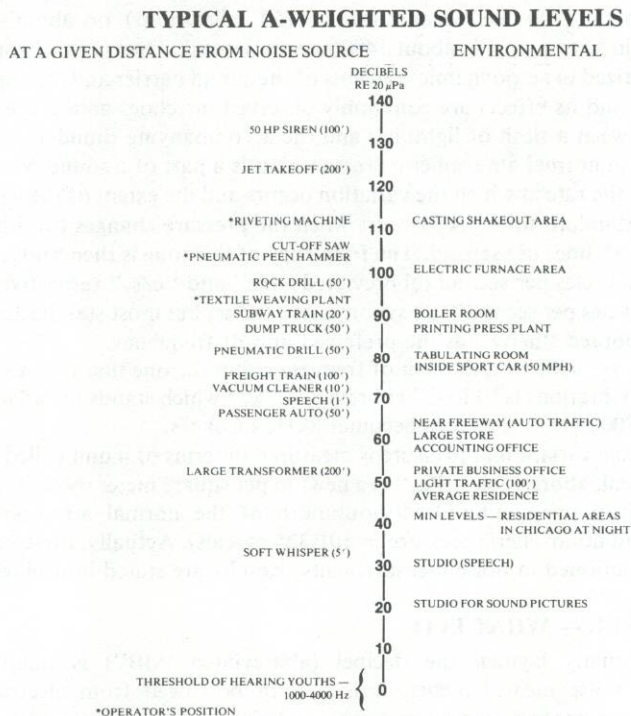 TYPICAL A-WEIGHTED SOUND LEVELS
AT A GIVEN DISTANCE FROM NOISE SOURCE ENVIRONMENTAL
DECIBELS
RE 20 µPa
140
50 HP SIREN (100′)
130
JET TAKEOFF (200′)
120
*RIVETING MACHINE 110 CASTING SHAKEOUT AREA
CUT-OFF SAW
*PNEUMATIC PEEN HAMMER
100 ELECTRIC FURNACE AREA
ROCK DRILL (50′)
*TEXTILE WEAVING PLANT
SUBWAY TRAIN (20′) 90 BOILER ROOM
DUMP TRUCK (50′) PRINTING PRESS PLANT
PNEUMATIC DRILL (50′)
80 TABULATING ROOM
INSIDE SPORT CAR (50 MPH)
FREIGHT TRAIN (100′)
VACUUM CLEANER (10′)
SPEECH (1′) 70
PASSENGER AUTO (50′)
NEAR FREEWAY (AUTO TRAFFIC)
60 LARGE STORE
ACCOUNTING OFFICE
LARGE TRANSFORMER (200′) PRIVATE BUSINESS OFFICE
50 LIGHT TRAFFIC (100′)
AVERAGE RESIDENCE
40 MIN LEVELS — RESIDENTIAL AREAS
IN CHICAGO AT NIGHT
SOFT WHISPER (5′)
30 STUDIO (SPEECH)
20 STUDIO FOR SOUND PICTURES
10
THRESHOLD OF HEARING YOUTHS —
1000-4000 Hz 0
*OPERATOR'S POSITION